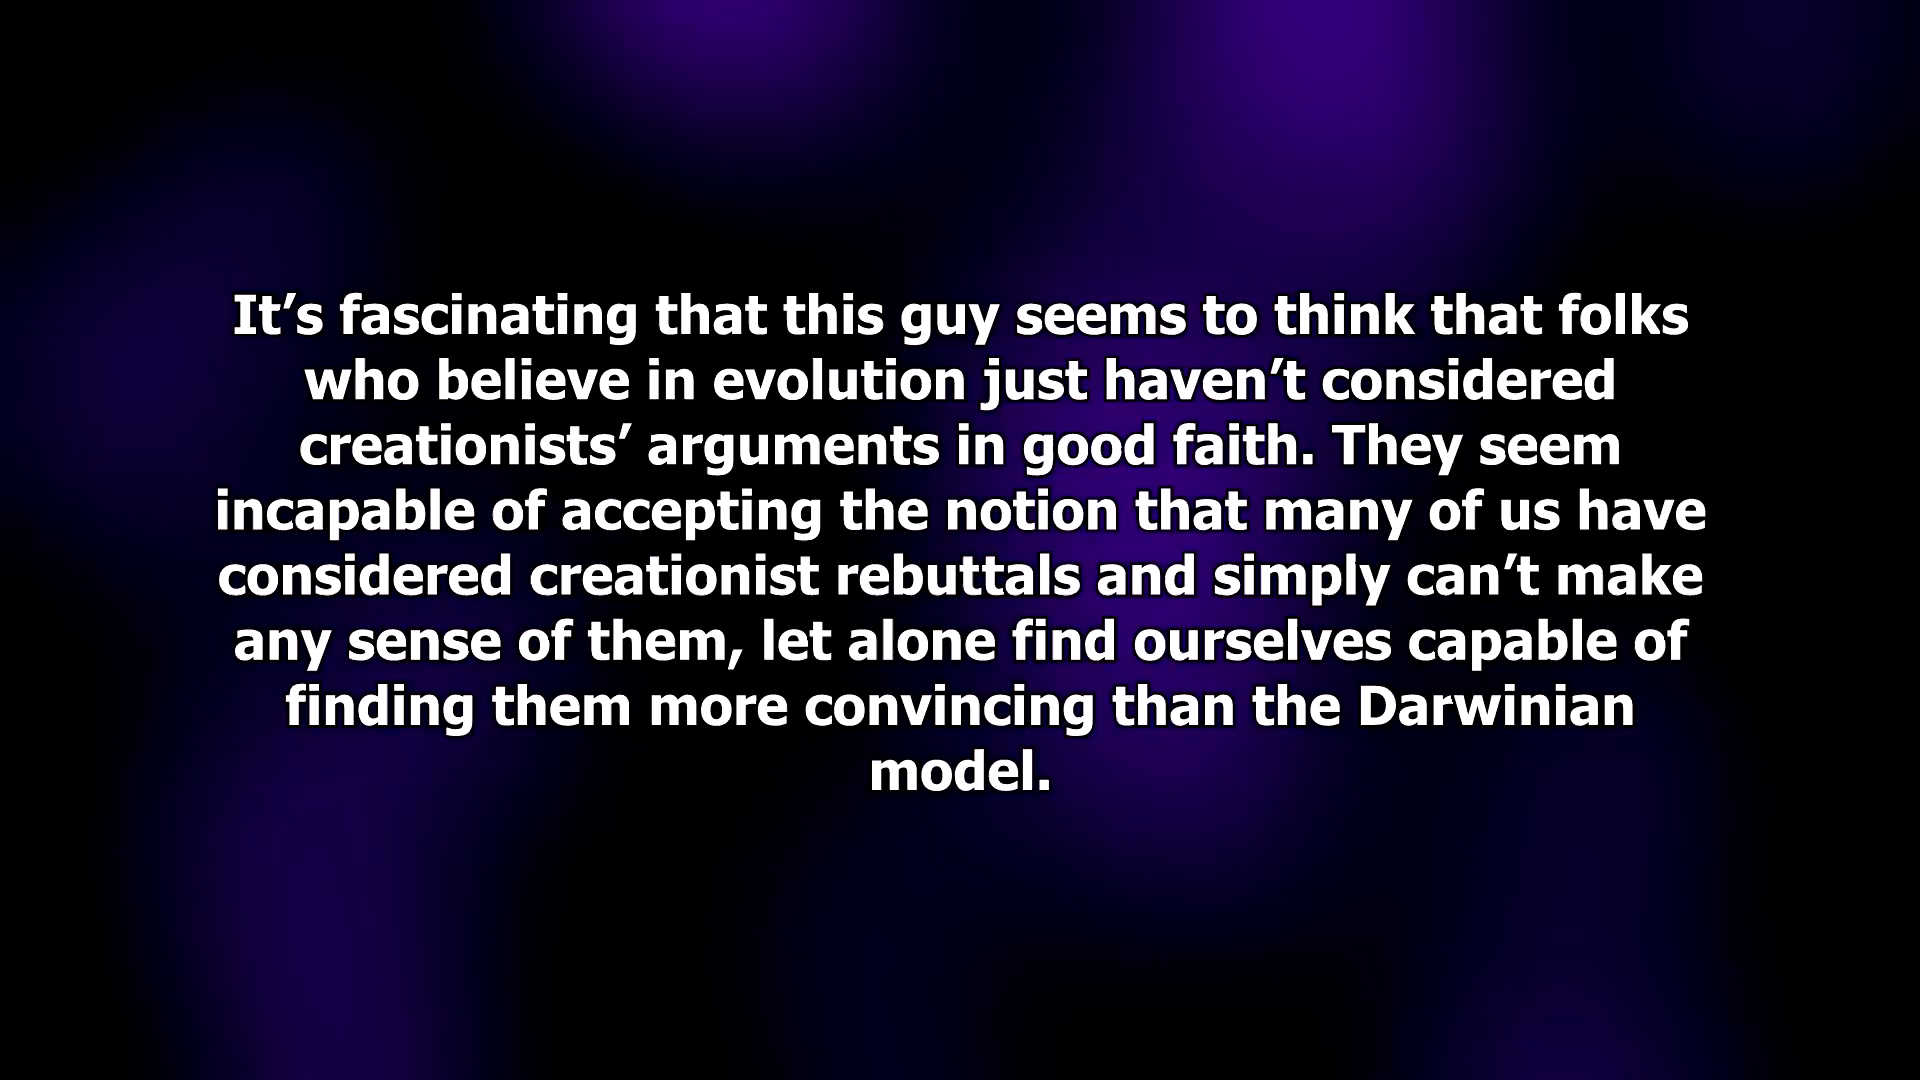 It’s fascinating that this guy seems to think that folks
who believe in evolution just haven’t considered
creationists’ arguments in good faith. They seem
incapable of accepting the notion that many of us have
considered creationist rebuttals and simply can’t make
any sense of them, let alone find ourselves capable of
finding them more convincing than the Darwinian
model.